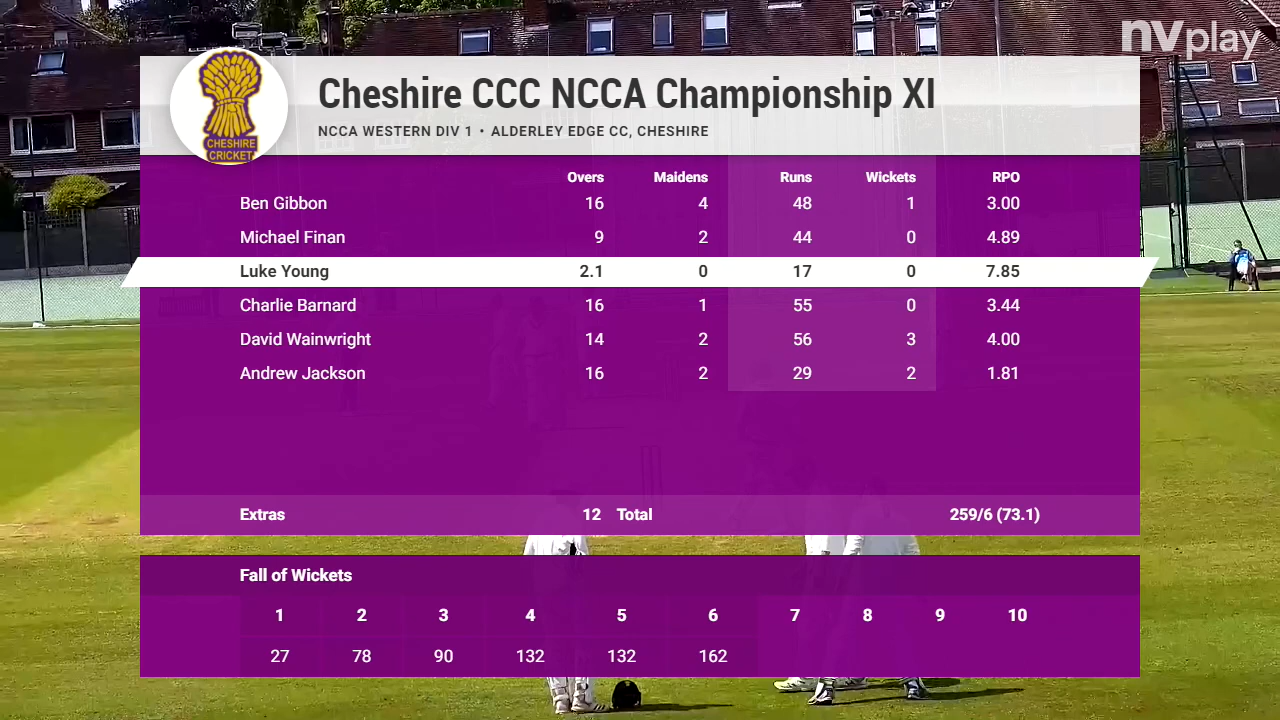 nvplay
Cheshire CCC NCCA Championship XI
NCCA WESTERN DIV 1 • ALDERLEY EDGE CC, CHESHIRE
CHESHIRE
CRICKET
Overs Maidens Runs Wickets RPO
Ben Gibbon 16 4 48 1 3.00
Michael Finan 9 2 44 0 4.89
Luke Young 2.1 0 17 0 7.85
Charlie Barnard 16 1 55 0 3.44
David Wainwright 14 2 56 3 4.00
Andrew Jackson 16 2 29 2 1.81
Extras 12 Total 259/6 (73.1)
Fall of Wickets
1 2 3 4 5 6 7 8 9 10
27 78 90 132 132 162